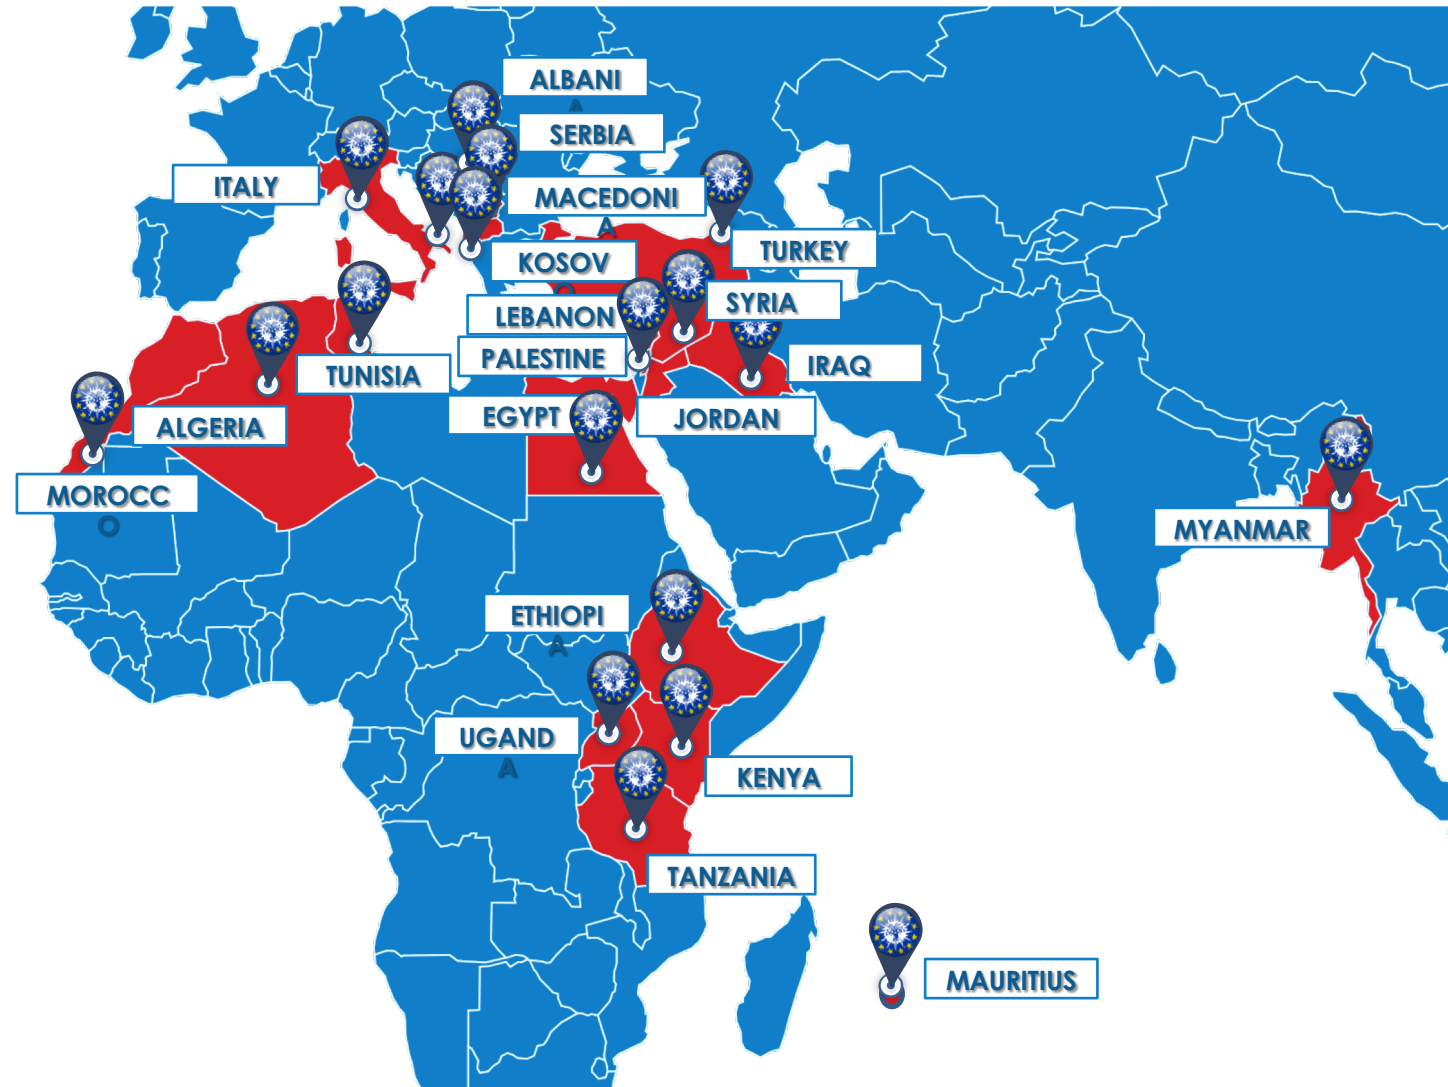 ALBANI
A
SERBIA
ITALY
MACEDONI
A
TURKEY
KOSOV
O
SYRIA
LEBANON
PALESTINE
IRAQ
TUNISIA
EGYPT
JORDAN
ALGERIA
MOROCC
O
MYANMAR
ETHIOPI
A
UGAND
A
KENYA
TANZANIA
MAURITIUS